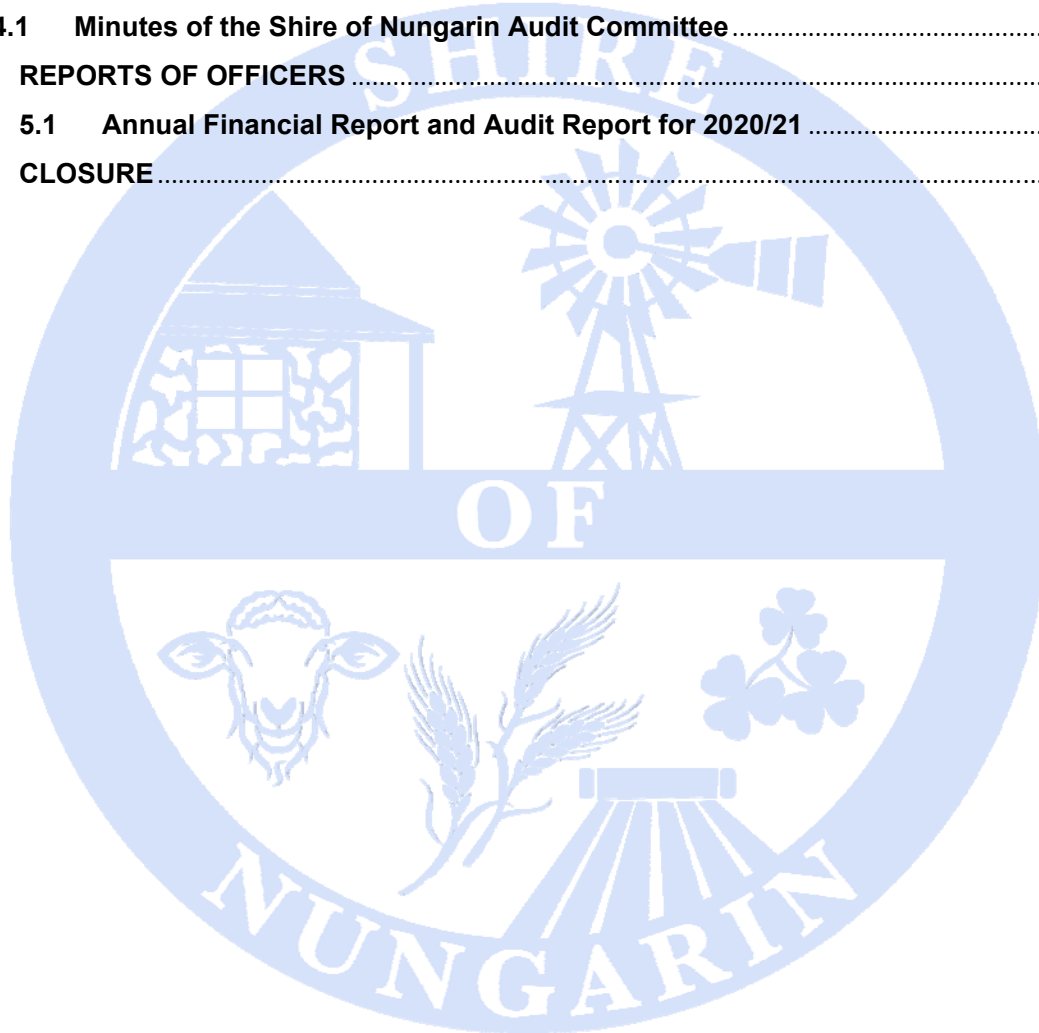 4.1 Minutes of the Shire of Nungarin Audit Committee
REPORTS OF OFFICERS
5.1 Annual Financial Report and Audit Report for 2020/21
CLOSURE
SHIRE
OF
NUNGARIN